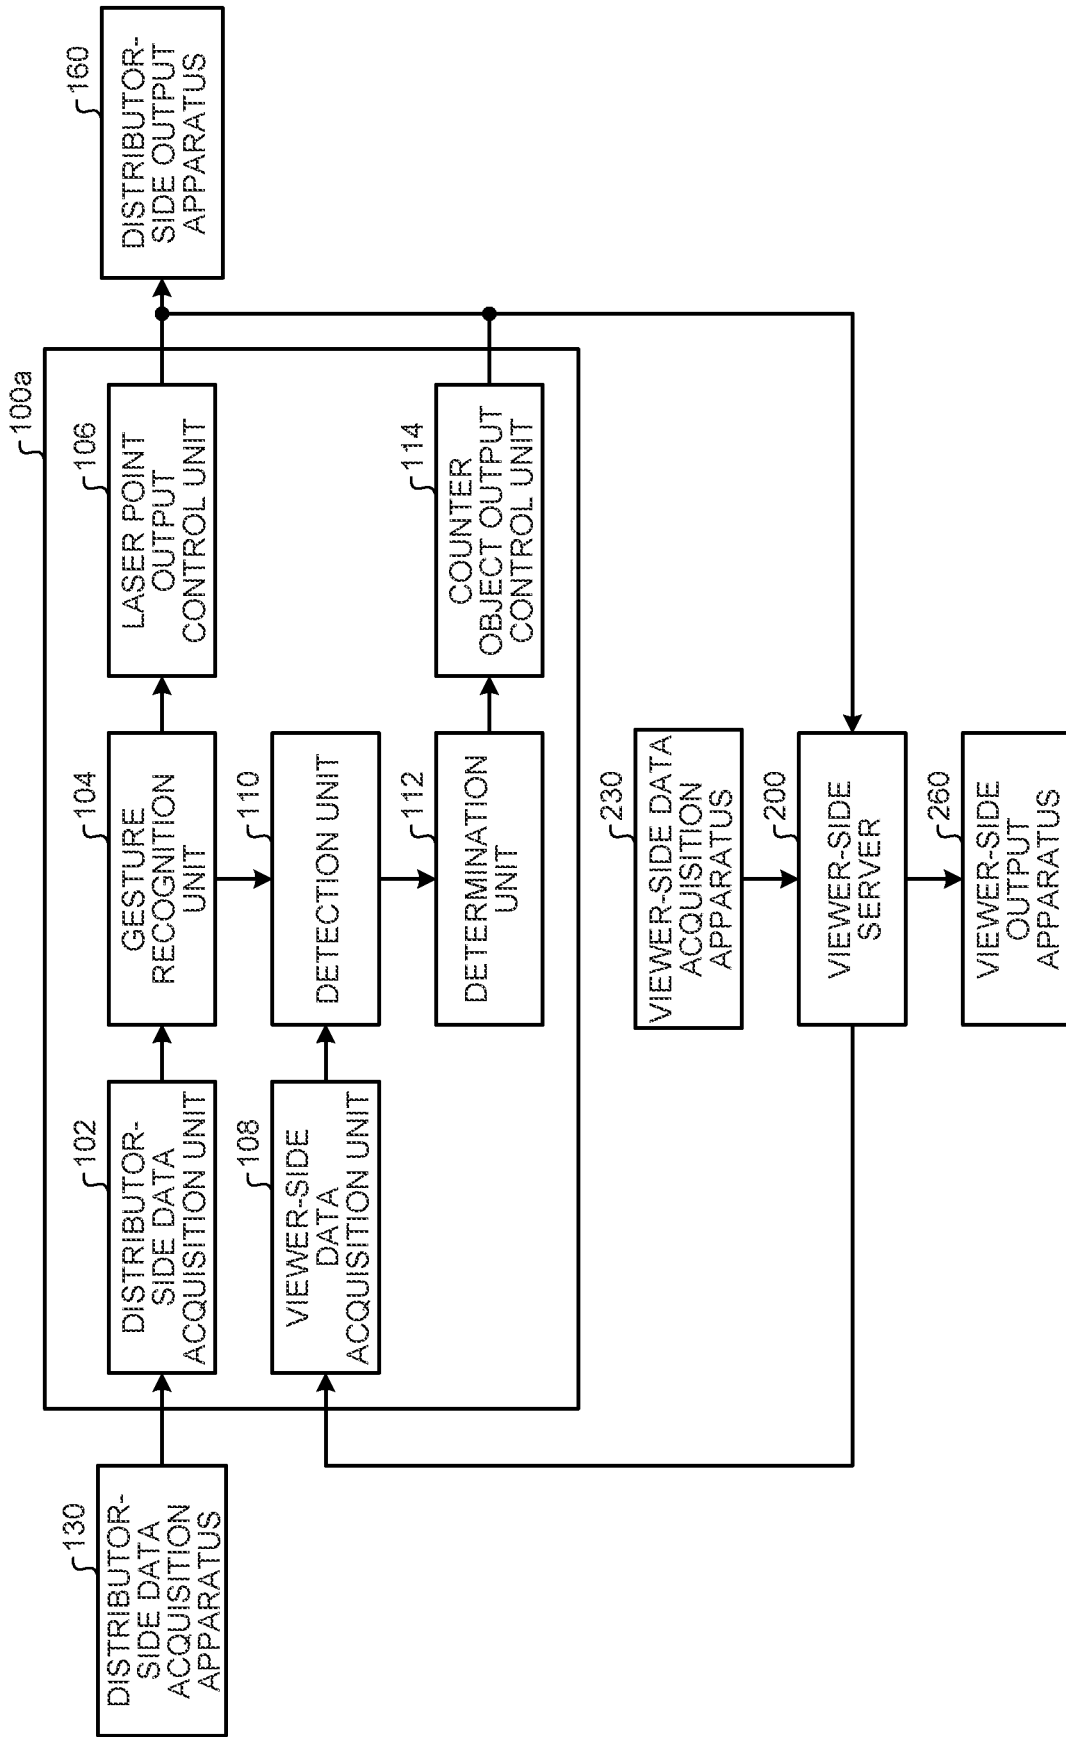 100a
130
DISTRIBUTOR-
SIDE DATA
ACQUISITION
APPARATUS
102
DISTRIBUTOR-
SIDE DATA
ACQUISITION UNIT
104
GESTURE
RECOGNITION
UNIT
106
LASER POINT
OUTPUT
CONTROL UNIT
160
DISTRIBUTOR-
SIDE OUTPUT
APPARATUS
108
VIEWER-SIDE
DATA
ACQUISITION UNIT
110
DETECTION UNIT
112
DETERMINATION
UNIT
114
COUNTER
OBJECT OUTPUT
CONTROL UNIT
230
VIEWER-SIDE DATA
ACQUISITION
APPARATUS
200
VIEWER-SIDE
SERVER
260
VIEWER-SIDE
OUTPUT
APPARATUS